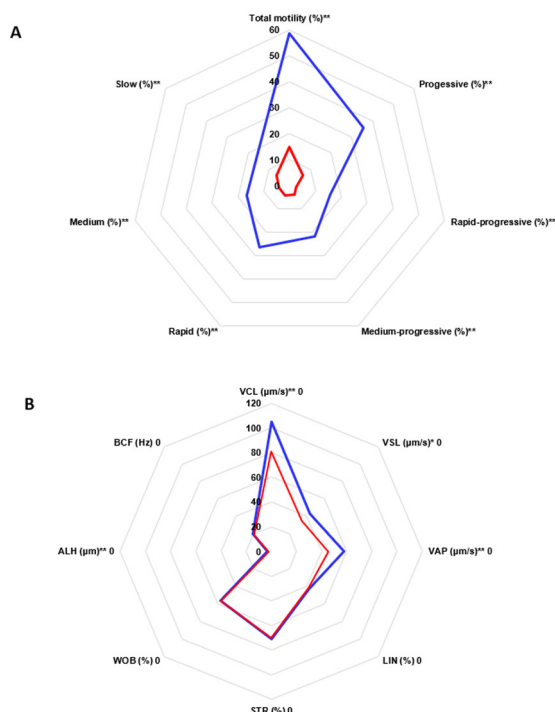 A
Total motility (%)**
60
50
Slow (%)**
Progessive (%)**
40
30
20
10
0
Medium (%)**
Rapid-progressive (%)**
Rapid (%)**
Medium-progressive (%)**
B
VCL (µm/s)** 0
120
BCF (Hz) 0
VSL (µm/s)* 0
100
80
60
40
20
ALH (µm)** 0
0
VAP (µm/s)** 0
WOB (%) 0
LIN (%) 0
STR (%) 0